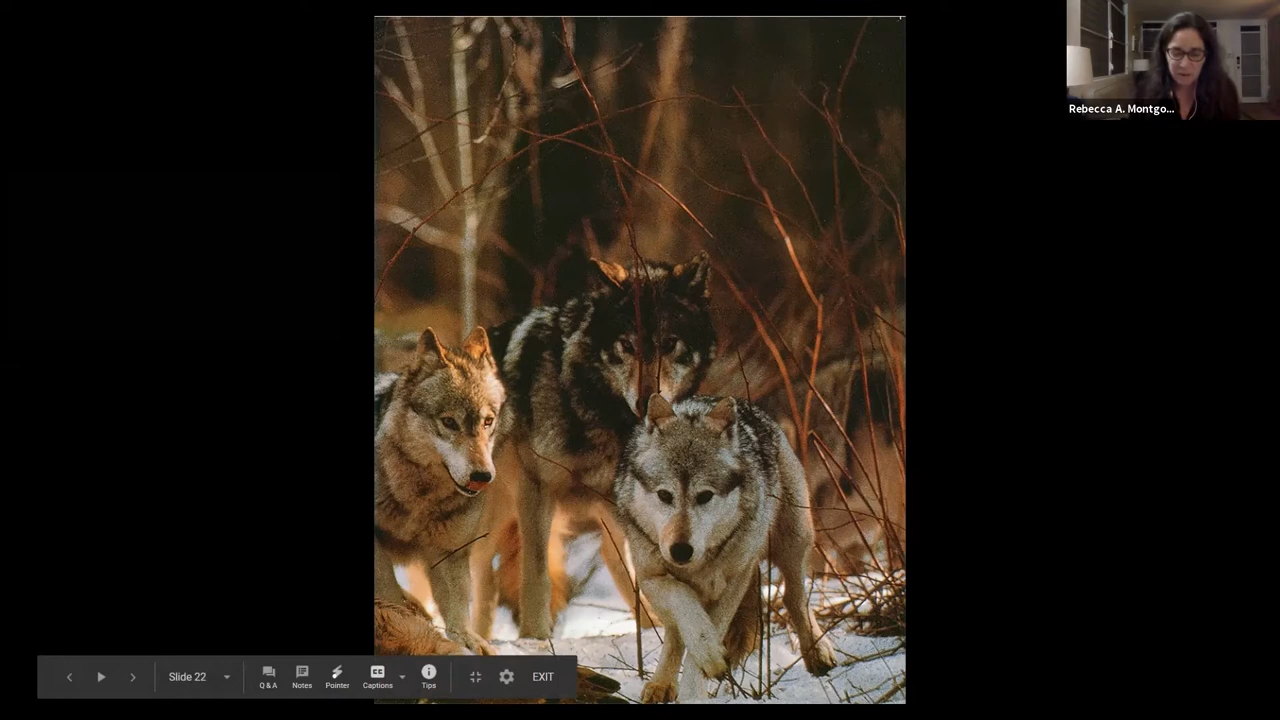 Rebecca A. Montgo...
Slide 22
Q & A
Notes
Pointer
Captions
Tips
EXIT